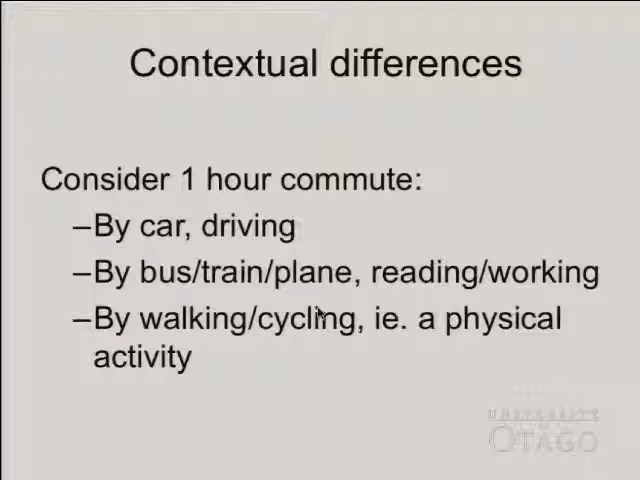 Contextual differences
Consider 1 hour commute:
–By car, driving
–By bus/train/plane, reading/working
–By walking/cycling, ie. a physical
activity
UNIVERSITY
OTAGO